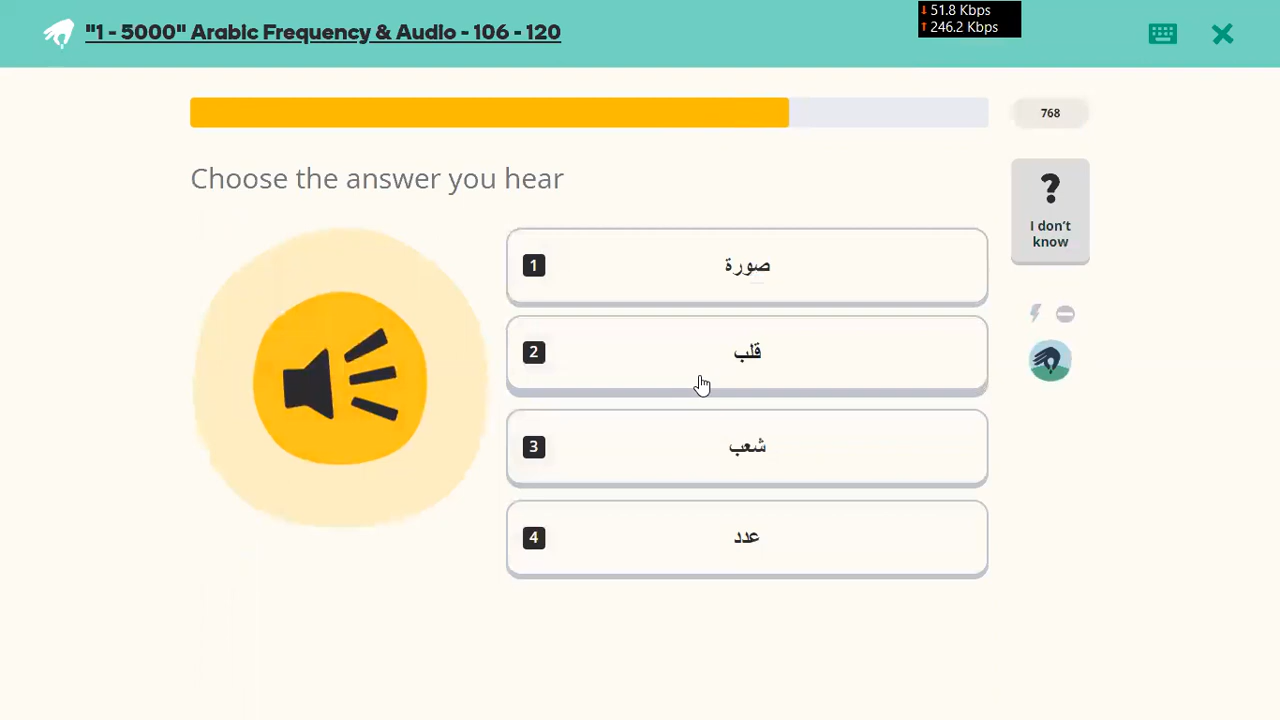 "1 - 5000" Arabic Frequency & Audio - 106 - 120
51.8 Kbps
246.2 Kbps
768
Choose the answer you hear
?
I don't
know
1 صورة
2 قلب
3 شعب
4 عدد